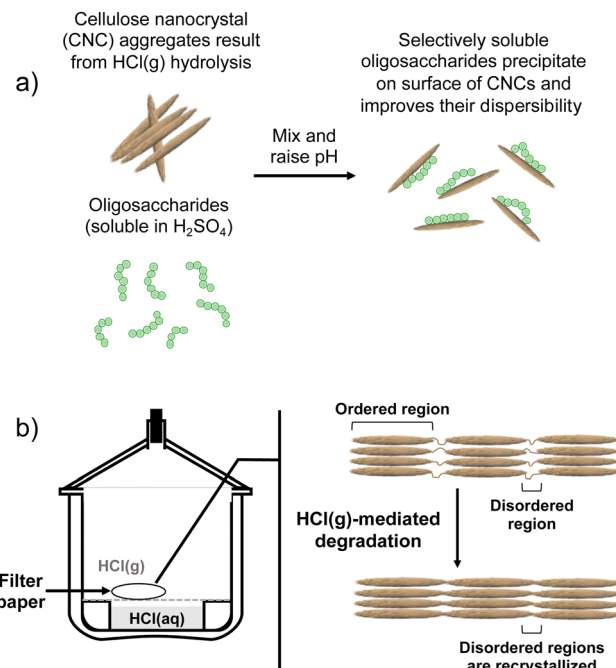 Cellulose nanocrystal
(CNC) aggregates result
from HCl(g) hydrolysis
a)
Selectively soluble
oligosaccharides precipitate
on surface of CNCs and
improves their dispersibility
Mix and
raise pH
Oligosaccharides
(soluble in H₂SO₄)
b)
Ordered region
Disordered
region
HCl(g)-mediated
degradation
HCl(g)
Filter
paper
HCl(aq)
Disordered regions
are recrystallized